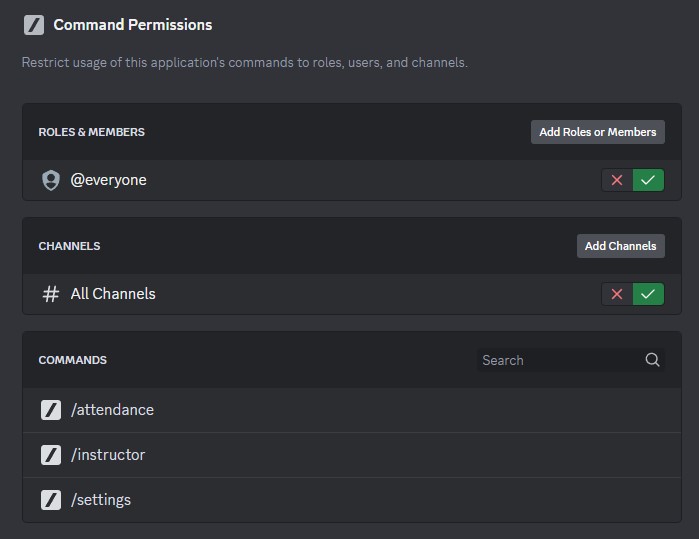 Command Permissions
Restrict usage of this application's commands to roles, users, and channels.
ROLES & MEMBERS
Add Roles or Members
@everyone
CHANNELS
Add Channels
All Channels
COMMANDS
Search
/attendance
/instructor
/settings